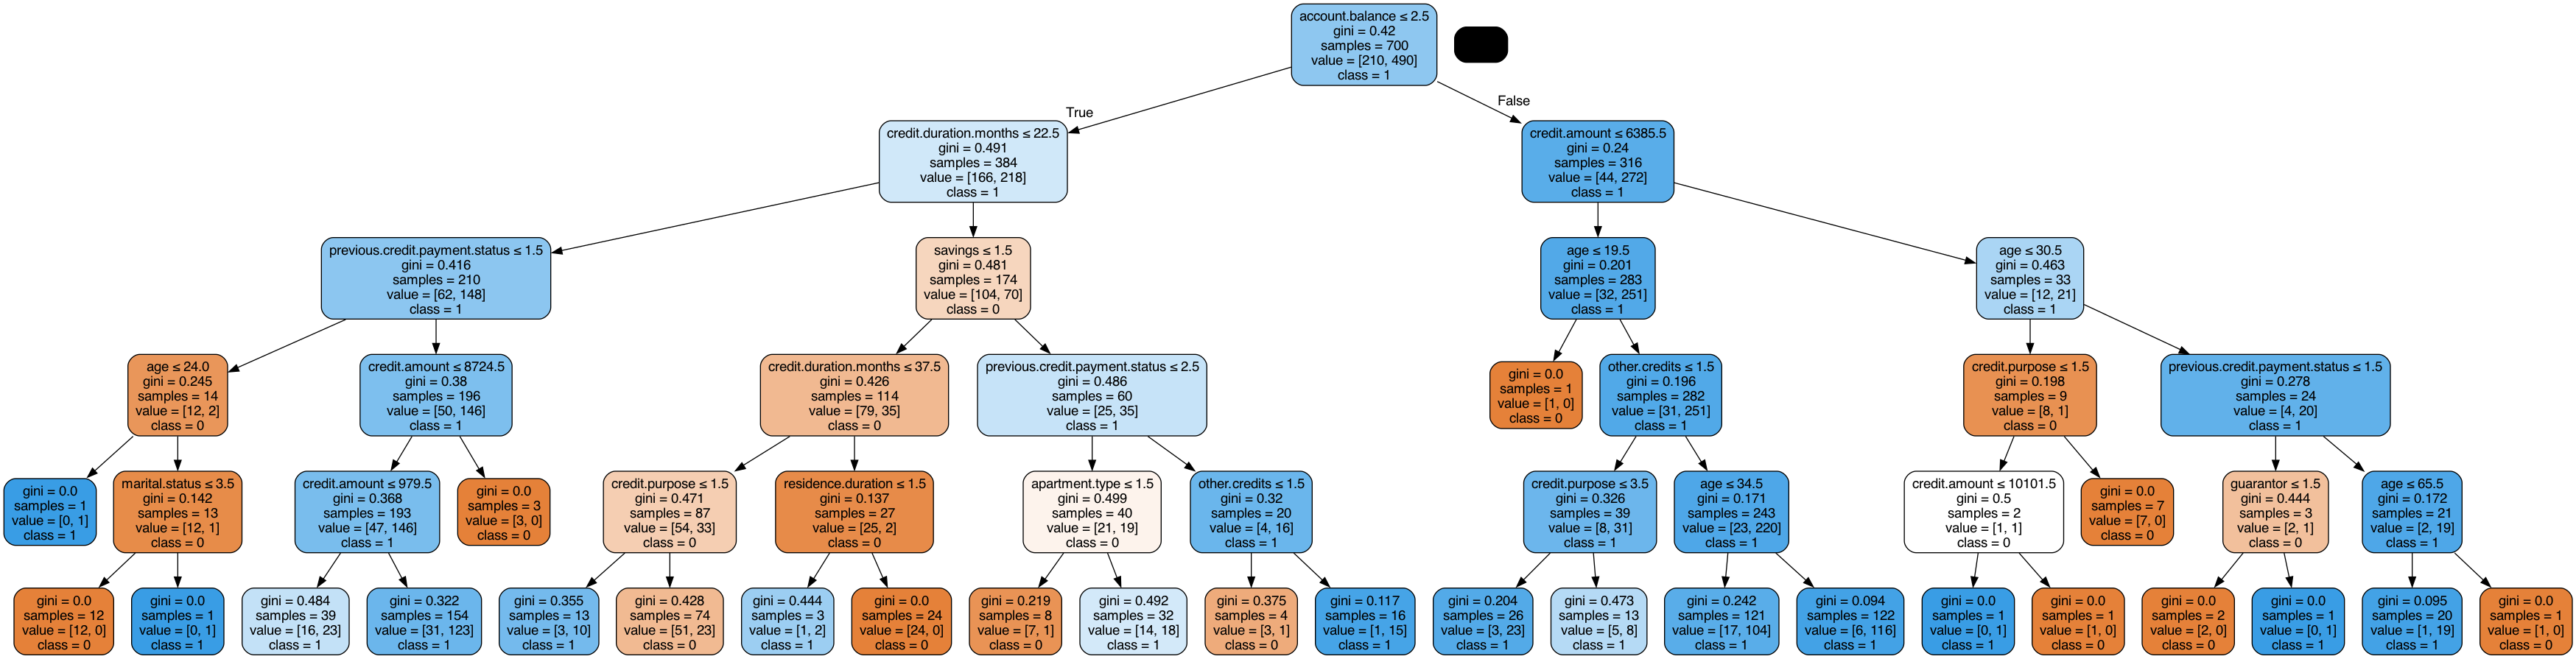 account.balance ≤ 2.5
gini = 0.42
samples = 700
value = [210, 490]
class = 1
True
False
credit.duration.months ≤ 22.5
gini = 0.491
samples = 384
value = [166, 218]
class = 1
credit.amount ≤ 6385.5
gini = 0.24
samples = 316
value = [44, 272]
class = 1
previous.credit.payment.status ≤ 1.5
gini = 0.416
samples = 210
value = [62, 148]
class = 1
savings ≤ 1.5
gini = 0.481
samples = 174
value = [104, 70]
class = 0
age ≤ 19.5
gini = 0.201
samples = 283
value = [32, 251]
class = 1
age ≤ 30.5
gini = 0.463
samples = 33
value = [12, 21]
class = 1
age ≤ 24.0
gini = 0.245
samples = 14
value = [12, 2]
class = 0
credit.amount ≤ 8724.5
gini = 0.38
samples = 196
value = [50, 146]
class = 1
credit.duration.months ≤ 37.5
gini = 0.426
samples = 114
value = [79, 35]
class = 0
previous.credit.payment.status ≤ 2.5
gini = 0.486
samples = 60
value = [25, 35]
class = 1
gini = 0.0
samples = 1
value = [1, 0]
class = 0
other.credits ≤ 1.5
gini = 0.196
samples = 282
value = [31, 251]
class = 1
credit.purpose ≤ 1.5
gini = 0.198
samples = 9
value = [8, 1]
class = 0
previous.credit.payment.status ≤ 1.5
gini = 0.278
samples = 24
value = [4, 20]
class = 1
gini = 0.0
samples = 1
value = [0, 1]
class = 1
marital.status ≤ 3.5
gini = 0.142
samples = 13
value = [12, 1]
class = 0
credit.amount ≤ 979.5
gini = 0.368
samples = 193
value = [47, 146]
class = 1
gini = 0.0
samples = 3
value = [3, 0]
class = 0
credit.purpose ≤ 1.5
gini = 0.471
samples = 87
value = [54, 33]
class = 0
residence.duration ≤ 1.5
gini = 0.137
samples = 27
value = [25, 2]
class = 0
apartment.type ≤ 1.5
gini = 0.499
samples = 40
value = [21, 19]
class = 0
other.credits ≤ 1.5
gini = 0.32
samples = 20
value = [4, 16]
class = 1
credit.purpose ≤ 3.5
gini = 0.326
samples = 39
value = [8, 31]
class = 1
age ≤ 34.5
gini = 0.171
samples = 243
value = [23, 220]
class = 1
credit.amount ≤ 10101.5
gini = 0.5
samples = 2
value = [1, 1]
class = 0
gini = 0.0
samples = 7
value = [7, 0]
class = 0
guarantor ≤ 1.5
gini = 0.444
samples = 3
value = [2, 1]
class = 0
age ≤ 65.5
gini = 0.172
samples = 21
value = [2, 19]
class = 1
gini = 0.0
samples = 12
value = [12, 0]
class = 0
gini = 0.0
samples = 1
value = [0, 1]
class = 1
gini = 0.484
samples = 39
value = [16, 23]
class = 1
gini = 0.322
samples = 154
value = [31, 123]
class = 1
gini = 0.355
samples = 13
value = [3, 10]
class = 1
gini = 0.428
samples = 74
value = [51, 23]
class = 0
gini = 0.444
samples = 3
value = [1, 2]
class = 1
gini = 0.0
samples = 24
value = [24, 0]
class = 0
gini = 0.219
samples = 8
value = [7, 1]
class = 0
gini = 0.492
samples = 32
value = [14, 18]
class = 1
gini = 0.375
samples = 4
value = [3, 1]
class = 0
gini = 0.117
samples = 16
value = [1, 15]
class = 1
gini = 0.204
samples = 26
value = [3, 23]
class = 1
gini = 0.473
samples = 13
value = [5, 8]
class = 1
gini = 0.242
samples = 121
value = [17, 104]
class = 1
gini = 0.094
samples = 122
value = [6, 116]
class = 1
gini = 0.0
samples = 1
value = [0, 1]
class = 1
gini = 0.0
samples = 1
value = [1, 0]
class = 0
gini = 0.0
samples = 2
value = [2, 0]
class = 0
gini = 0.0
samples = 1
value = [0, 1]
class = 1
gini = 0.095
samples = 20
value = [1, 19]
class = 1
gini = 0.0
samples = 1
value = [1, 0]
class = 0